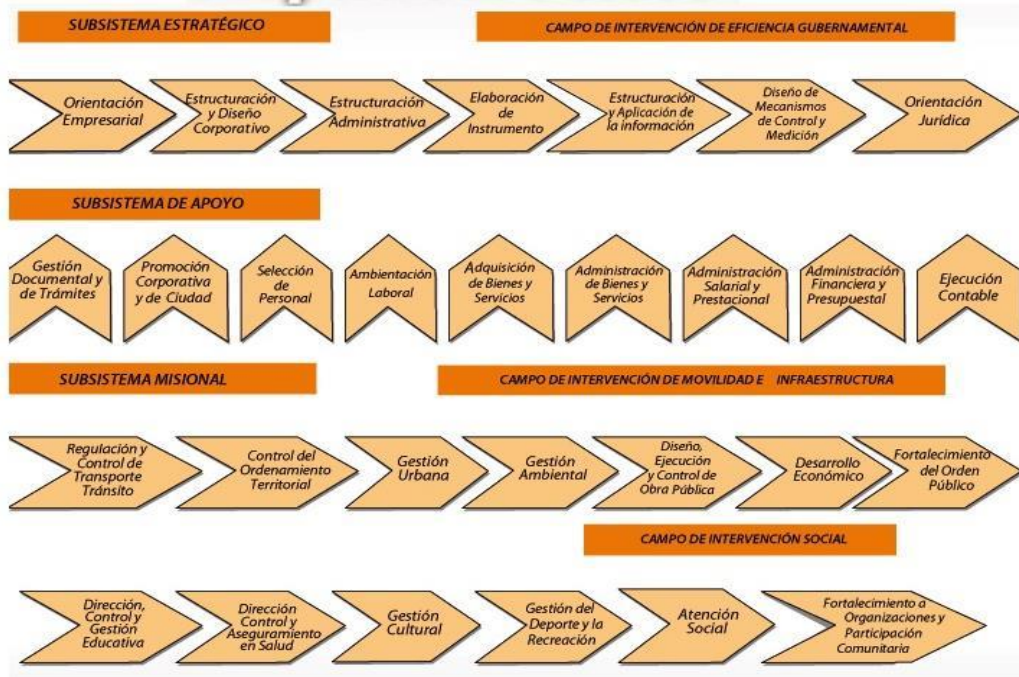 SUBSISTEMA ESTRATÉGICO
CAMPO DE INTERVENCIÓN DE EFICIENCIA GUBERNAMENTAL
Orientación
Empresarial
Estructuración
y Diseño
Corporativo
Estructuración
Administrativa
Elaboración
de
Instrumento
Estructuración
y Aplicación de
la información
Diseño de
Mecanismos
de Control y
Medición
Orientación
Jurídica
SUBSISTEMA DE APOYO
Gestión
Documental y
de Trámites
Promoción
Corporativa
y de Ciudad
Selección
de
Personal
Ambientación
Laboral
Adquisición
de Bienes y
Servicios
Administración
de Bienes y
Servicios
Administración
Salarial y
Prestacional
Administración
Financiera y
Presupuestal
Ejecución
Contable
SUBSISTEMA MISIONAL
CAMPO DE INTERVENCIÓN DE MOVILIDAD E INFRAESTRUCTURA
Regulación y
Control de
Transporte
Tránsito
Control del
Ordenamiento
Territorial
Gestión
Urbana
Gestión
Ambiental
Diseño,
Ejecución
y Control de
Obra Pública
Desarrollo
Económico
Fortalecimiento
del Orden
Público
CAMPO DE INTERVENCIÓN SOCIAL
Dirección,
Control y
Gestión
Educativa
Dirección
Control y
Aseguramiento
en Salud
Gestión
Cultural
Gestión del
Deporte y la
Recreación
Atención
Social
Fortalecimiento a
Organizaciones y
Participación
Comunitaria